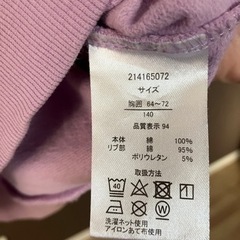 214165072
サイズ
胸囲 64〜72
140
品質表示 94
本体 綿 100%
リブ部 綿 95%
ポリウレタン 5%
取扱方法
40
洗濯ネット使用
アイロンあて布使用